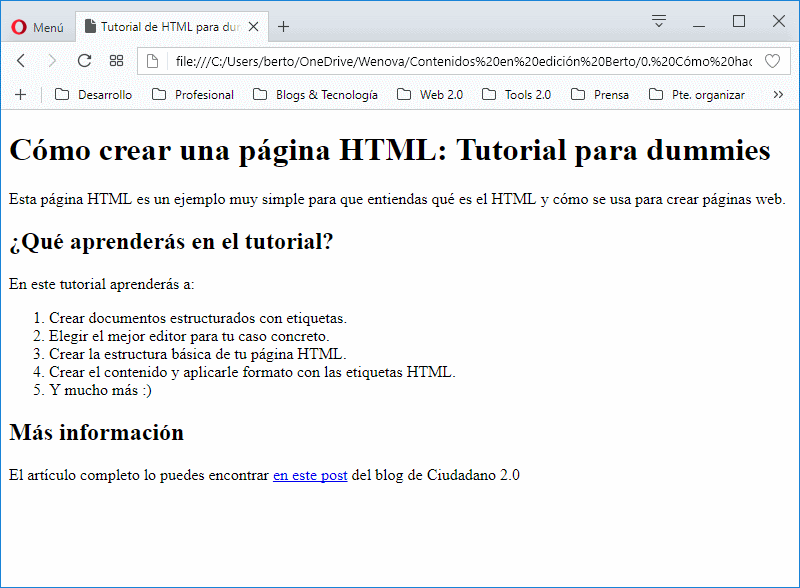 Menú
Tutorial de HTML para dur
file:///C:/Users/berto/OneDrive/Wenova/Contenidos%20en%20edición%20Berto/0.%20Cómo%20hac
Desarrollo Profesional Blogs & Tecnología Web 2.0 Tools 2.0 Prensa Pte. organizar
Cómo crear una página HTML: Tutorial para dummies
Esta página HTML es un ejemplo muy simple para que entiendas qué es el HTML y cómo se usa para crear páginas web.
¿Qué aprenderás en el tutorial?
En este tutorial aprenderás a:
1. Crear documentos estructurados con etiquetas.
2. Elegir el mejor editor para tu caso concreto.
3. Crear la estructura básica de tu página HTML.
4. Crear el contenido y aplicarle formato con las etiquetas HTML.
5. Y mucho más :)
Más información
El artículo completo lo puedes encontrar en este post del blog de Ciudadano 2.0